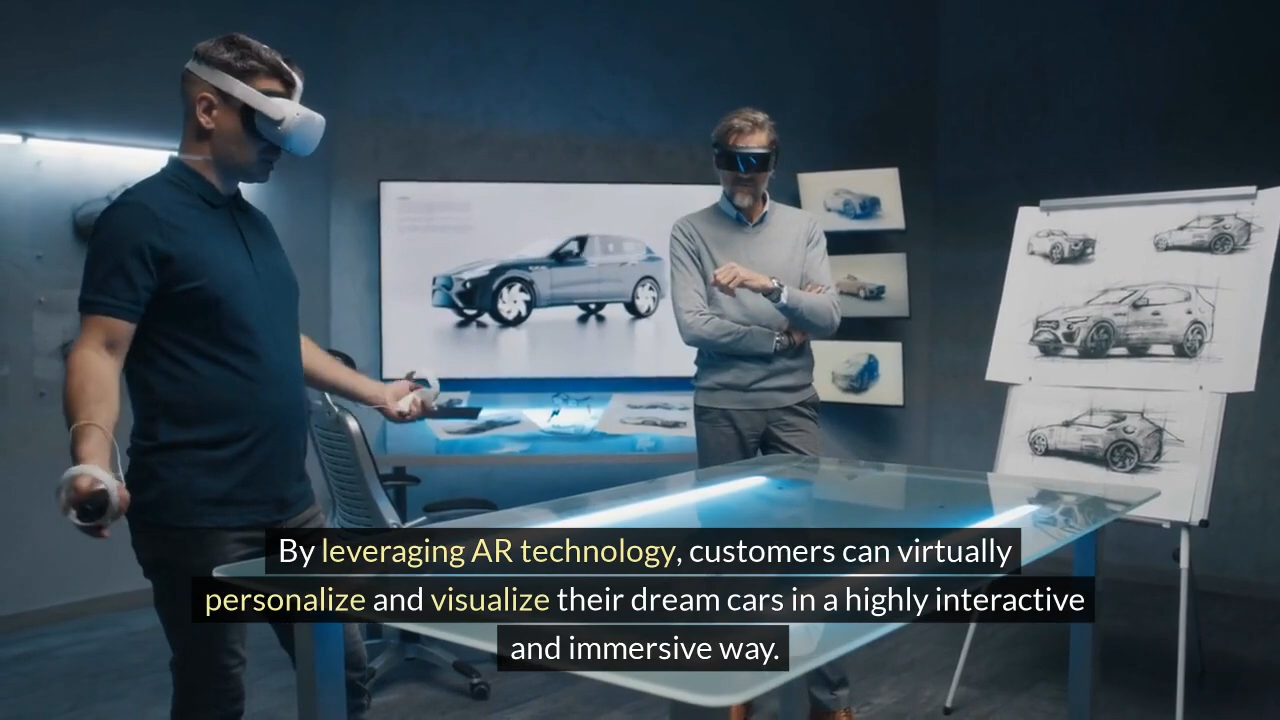 By leveraging AR technology, customers can virtually
personalize and visualize their dream cars in a highly interactive
and immersive way.